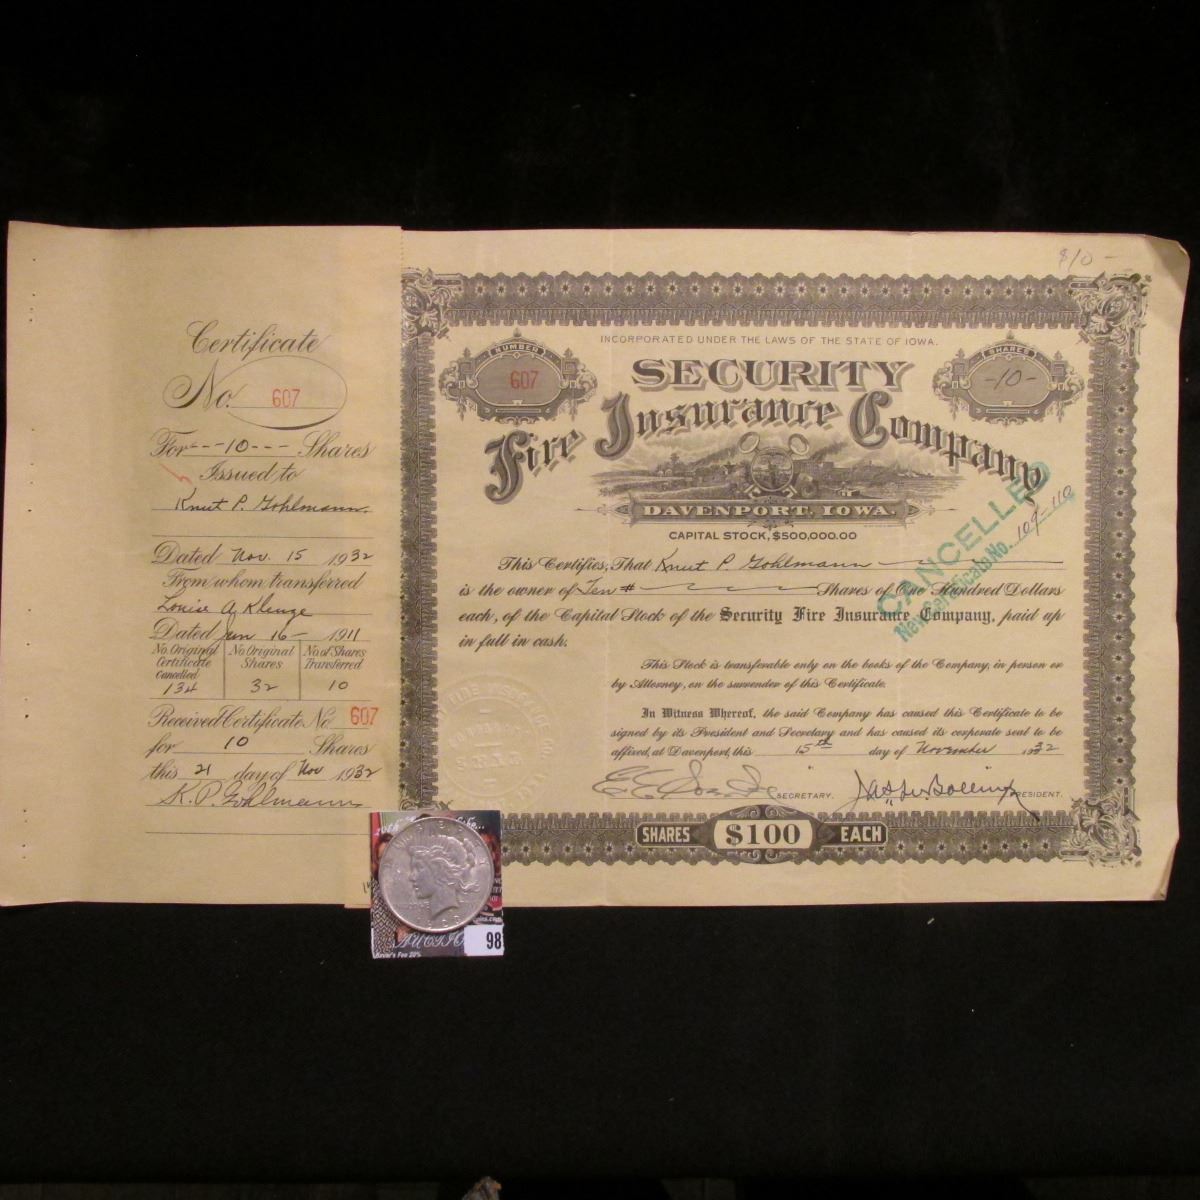 Certificate
No. 607
For ---10--- Shares
Issued to
Knut P. Gohlmann
Dated Nov. 15 1932
From whom transferred
Louise A Kluge
Dated Jan 16- 1911
No. Original Certificate Cancelled
No. Original Shares
No. of Shares Transferred
134 32 10
Received Certificate No 607
for 10 Shares
this 21 day of Nov 1932
K. P. Gohlmann
$10-
INCORPORATED UNDER THE LAWS OF THE STATE OF IOWA.
NUMBER
607
SHARES
-10-
SECURITY
Fire Insurance Company
DAVENPORT, IOWA.
CAPITAL STOCK, $500,000.00
CANCELLED
New Certificate No. 109-110
This Certifies, That Knut P Gohlmann
is the owner of Ten # Shares of One Hundred Dollars
each, of the Capital Stock of the Security Fire Insurance Company, paid up
in full in cash.
This Stock is transferable only on the books of the Company, in person or
by Attorney, on the surrender of this Certificate.
In Witness Whereof, the said Company has caused this Certificate to be
signed by its President and Secretary and has caused its corporate seal to be
affixed, at Davenport, this 15th day of November 1932
SECRETARY.
PRESIDENT.
SEAL
SHARES $100 EACH
98
AUCTIO
Buyer's Fee 20%